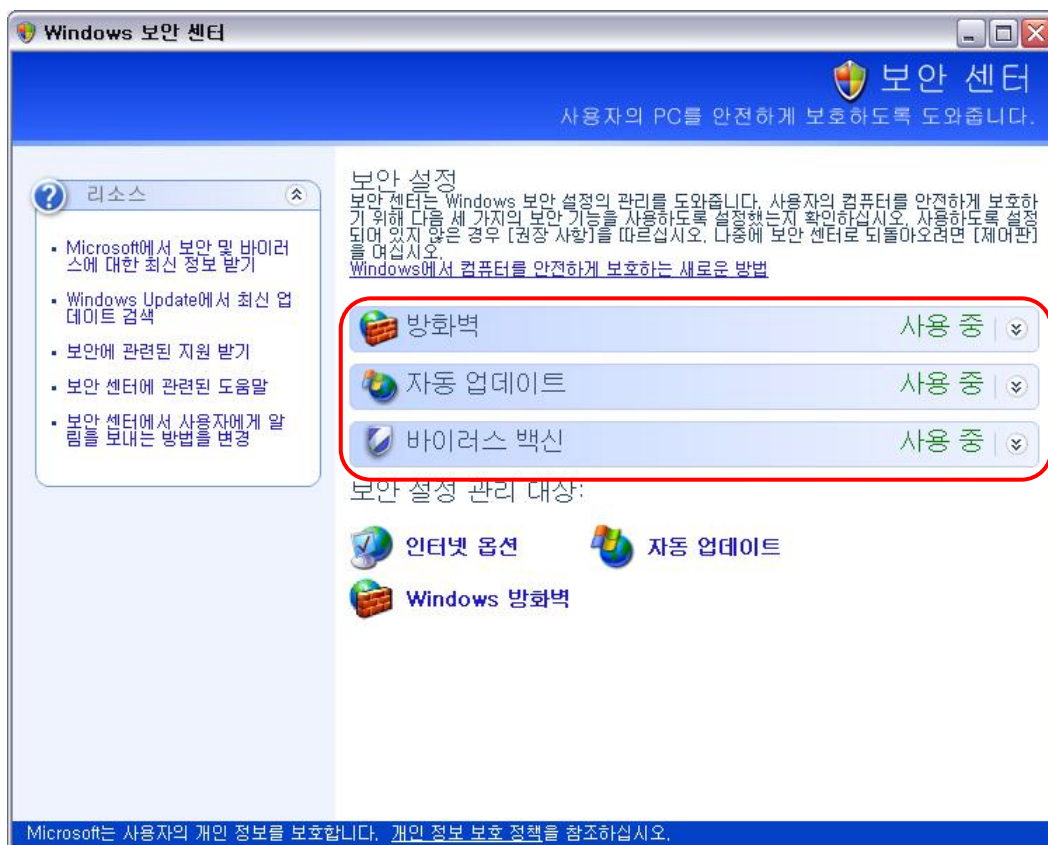 Windows 보안 센터
보안 센터
사용자의 PC를 안전하게 보호하도록 도와줍니다.
리소스
Microsoft에서 보안 및 바이러
스에 대한 최신 정보 받기
Windows Update에서 최신 업
데이트 검색
보안에 관련된 지원 받기
보안 센터에 관련된 도움말
보안 센터에서 사용자에게 알
림을 보내는 방법을 변경
보안 설정
보안 센터는 Windows 보안 설정의 관리를 도와줍니다. 사용자의 컴퓨터를 안전하게 보호하
기 위해 다음 세 가지의 보안 기능을 사용하도록 설정했는지 확인하십시오. 사용하도록 설정
되어 있지 않은 경우 [권장 사항]을 따르십시오. 나중에 보안 센터로 되돌아오려면 [제어판]
을 여십시오.
Windows에서 컴퓨터를 안전하게 보호하는 새로운 방법
방화벽 사용 중
자동 업데이트 사용 중
바이러스 백신 사용 중
보안 설정 관리 대상:
인터넷 옵션 자동 업데이트
Windows 방화벽
Microsoft는 사용자의 개인 정보를 보호합니다. 개인 정보 보호 정책을 참조하십시오.